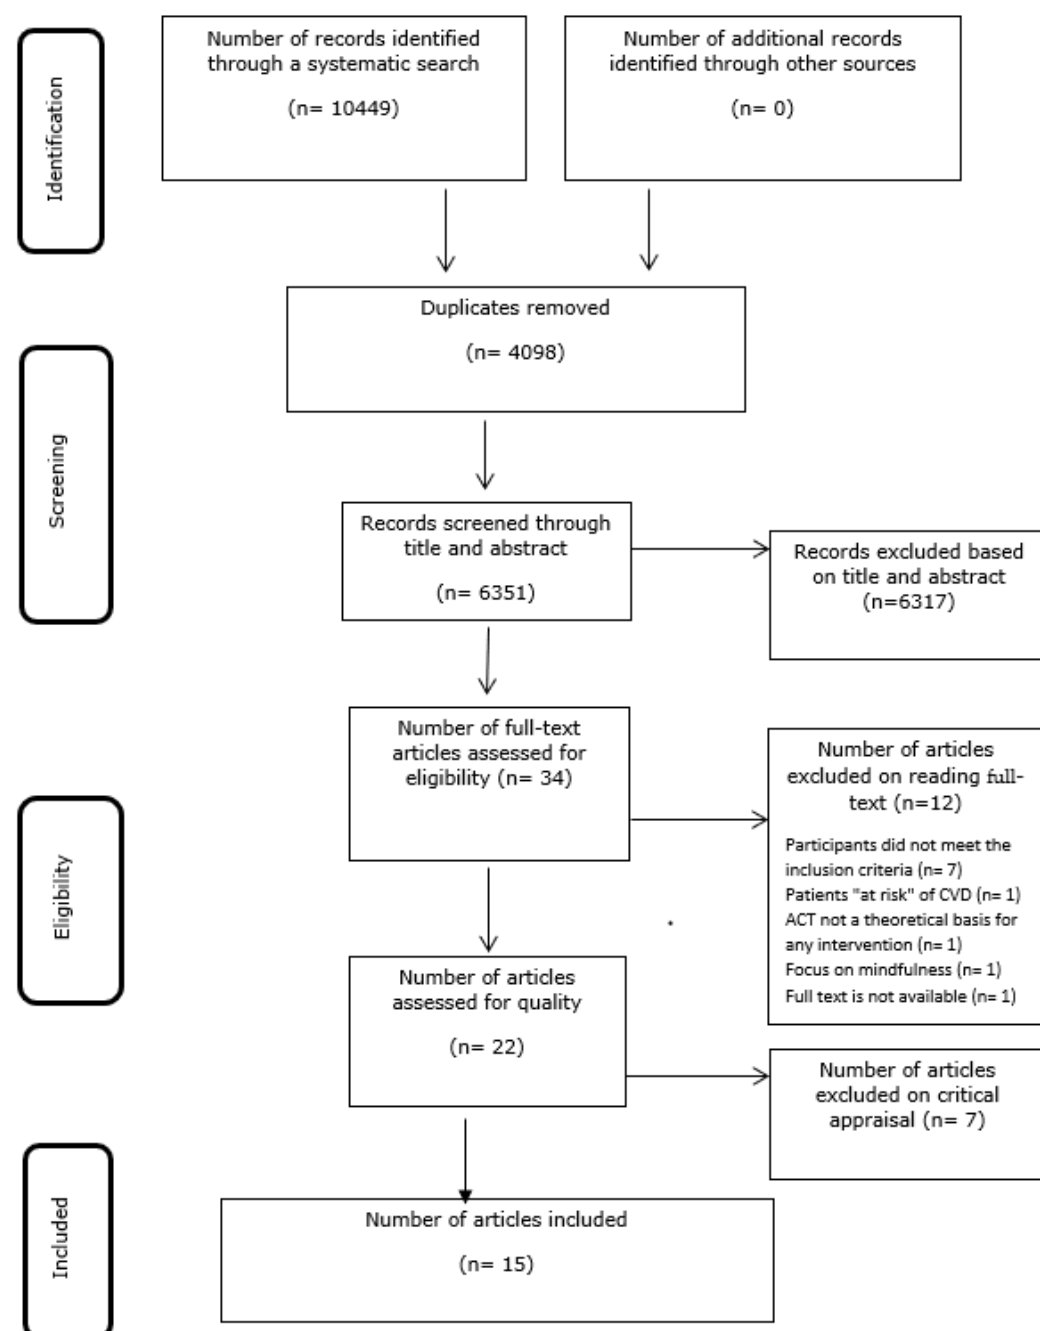 Identification
Number of records identified
through a systematic search
(n= 10449)
Number of additional records
identified through other sources
(n= 0)
Duplicates removed
(n= 4098)
Screening
Records screened through
title and abstract
(n= 6351)
Records excluded based
on title and abstract
(n=6317)
Number of full-text
articles assessed for
eligibility (n= 34)
Number of articles
excluded on reading full-
text (n=12)
Participants did not meet the
inclusion criteria (n= 7)
Patients "at risk" of CVD (n= 1)
ACT not a theoretical basis for
any intervention (n= 1)
Focus on mindfulness (n= 1)
Full text is not available (n= 1)
Eligibility
Number of articles
assessed for quality
(n= 22)
Number of articles
excluded on critical
appraisal (n= 7)
Included
Number of articles included
(n= 15)